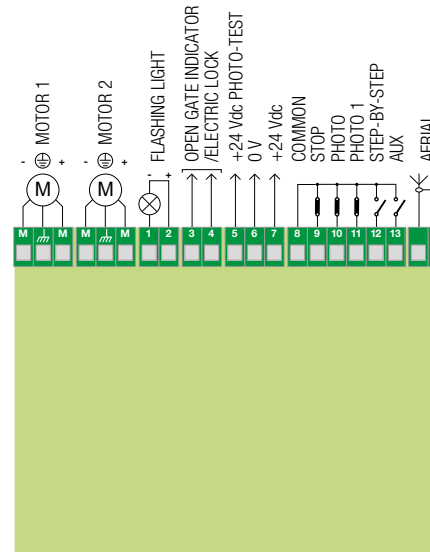 - MOTOR 1 +
- MOTOR 2 +
FLASHING LIGHT
- +
OPEN GATE INDICATOR
/ELECTRIC LOCK
+24 Vdc PHOTO-TEST
0 V
+24 Vdc
COMMON
STOP
PHOTO
PHOTO 1
STEP-BY-STEP
AUX
AERIAL
M
M
M M M M 1 2 3 4 5 6 7 8 9 10 11 12 13